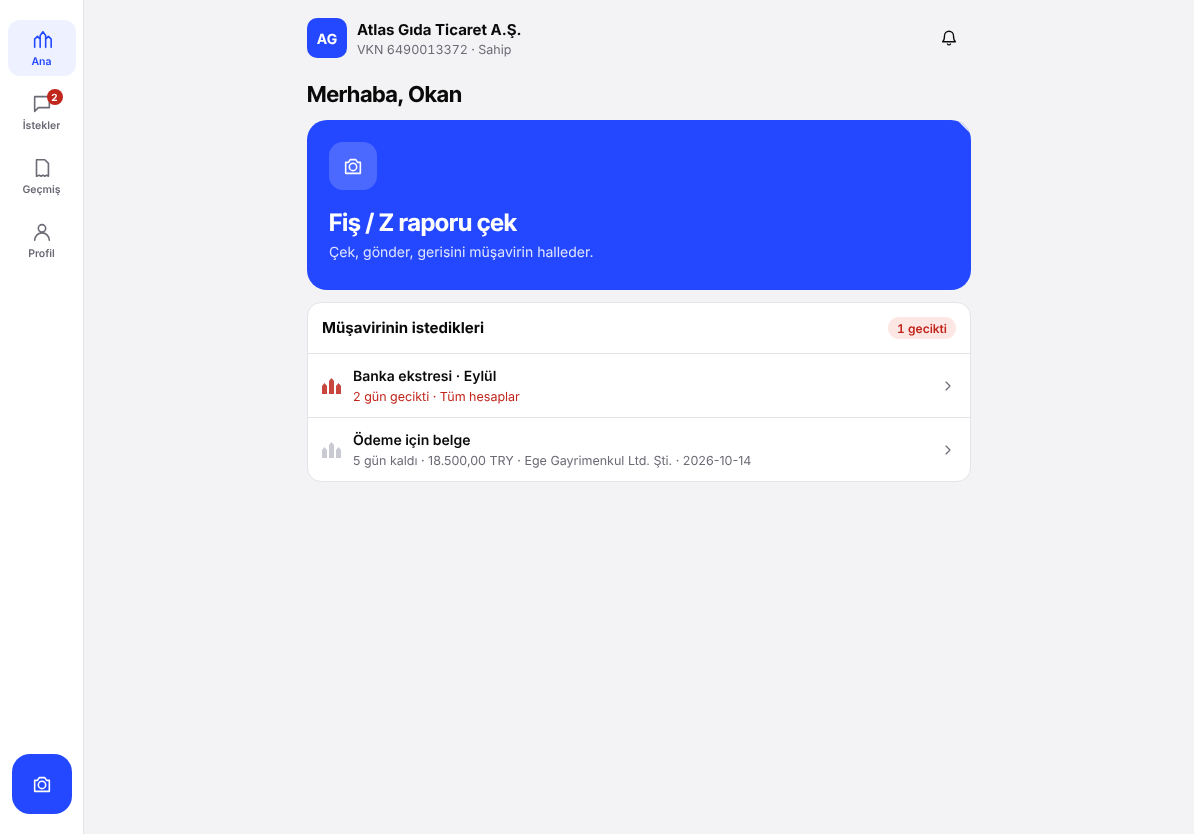 Ana
2
İstekler
Geçmiş
Profil
AG
Atlas Gıda Ticaret A.Ş.
VKN 6490013372 · Sahip
Merhaba, Okan
Fiş / Z raporu çek
Çek, gönder, gerisini müşavirin halleder.
Müşavirinin istedikleri
1 gecikti
Banka ekstresi · Eylül
2 gün gecikti · Tüm hesaplar
Ödeme için belge
5 gün kaldı · 18.500,00 TRY · Ege Gayrimenkul Ltd. Şti. · 2026-10-14